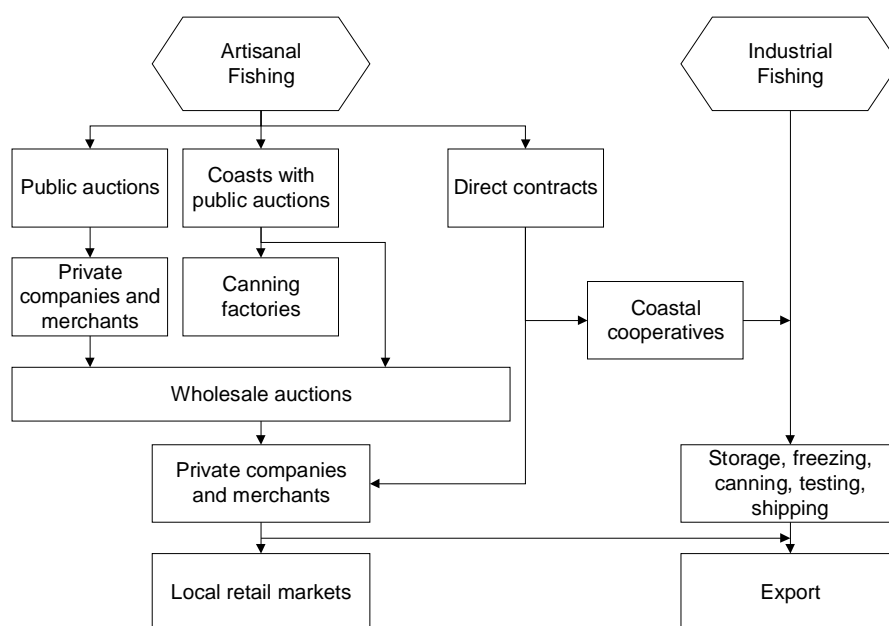 Artisanal
Fishing
Industrial
Fishing
Public auctions
Coasts with
public auctions
Direct contracts
Private
companies and
merchants
Canning
factories
Coastal
cooperatives
Wholesale auctions
Private companies
and merchants
Storage, freezing,
canning, testing,
shipping
Local retail markets
Export